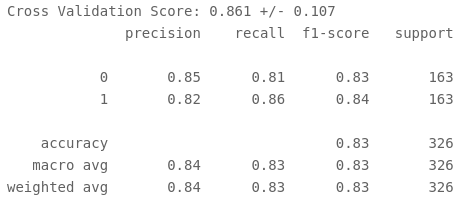 Cross Validation Score: 0.861 +/- 0.107
precision recall f1-score support
0 0.85 0.81 0.83 163
1 0.82 0.86 0.84 163
accuracy 0.83 326
macro avg 0.84 0.83 0.83 326
weighted avg 0.84 0.83 0.83 326